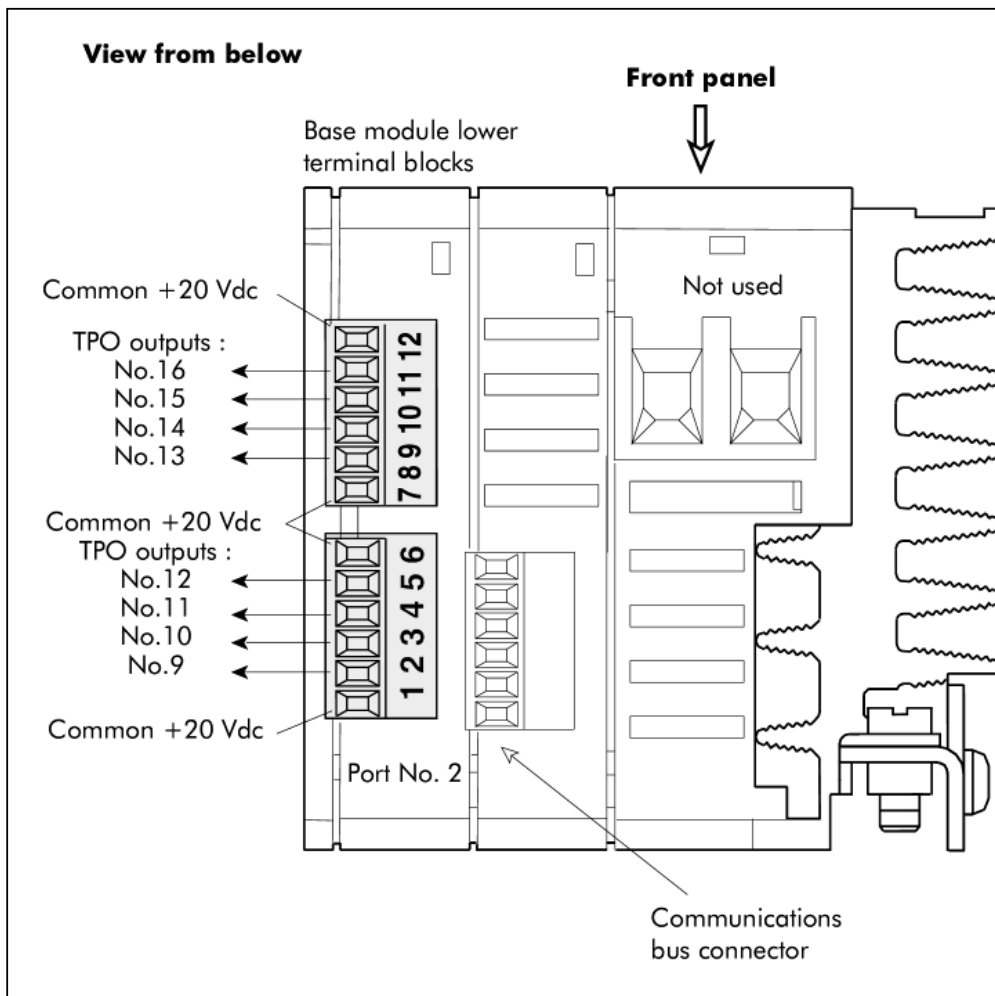 View from below
Front panel
Base module lower
terminal blocks
Not used
Common +20 Vdc
TPO outputs :
No.16
No.15
No.14
No.13
12
11
10
9
8
7
Common +20 Vdc
TPO outputs :
No.12
No.11
No.10
No.9
6
5
4
3
2
1
Common +20 Vdc
Port No. 2
Communications
bus connector